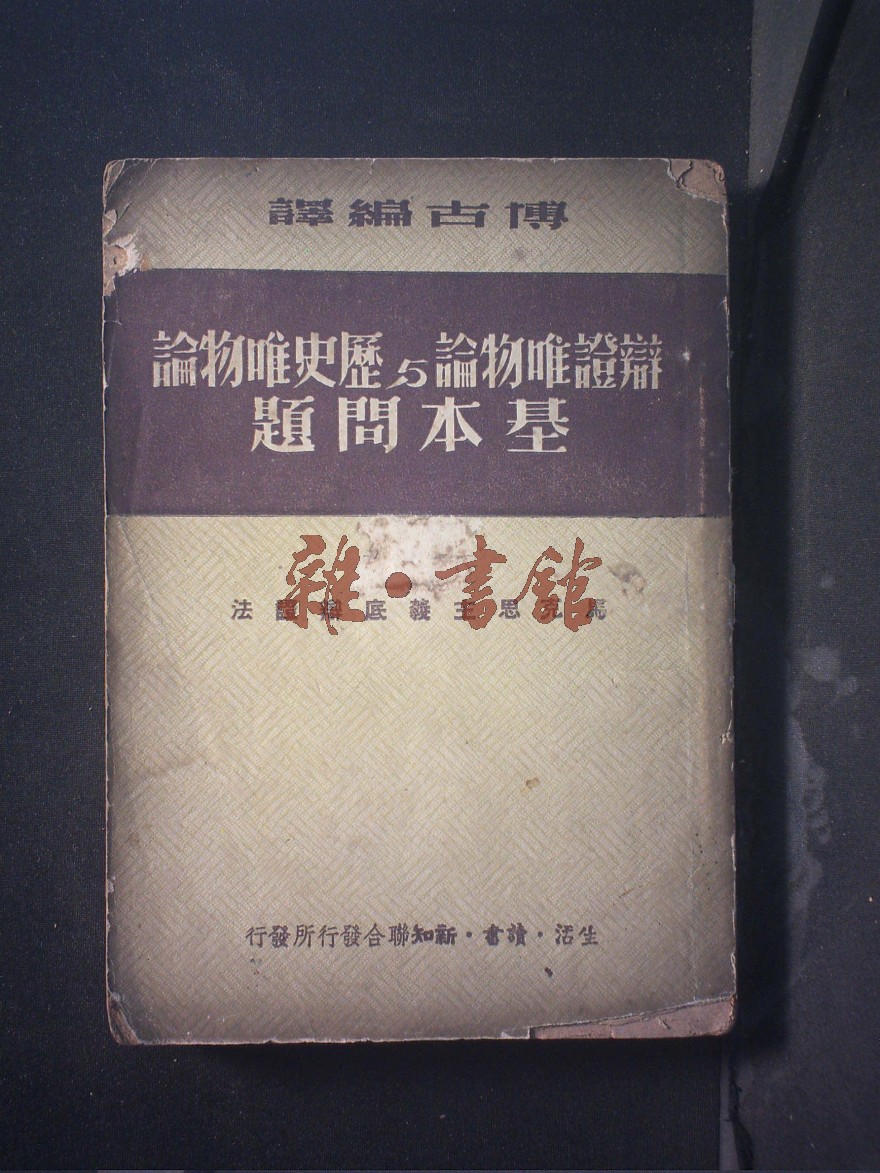 博古編譯
辯證唯物論与歷史唯物論
基本問題
雜·書館
馬克思主義底辯證法
生活·讀書·新知聯合發行所發行